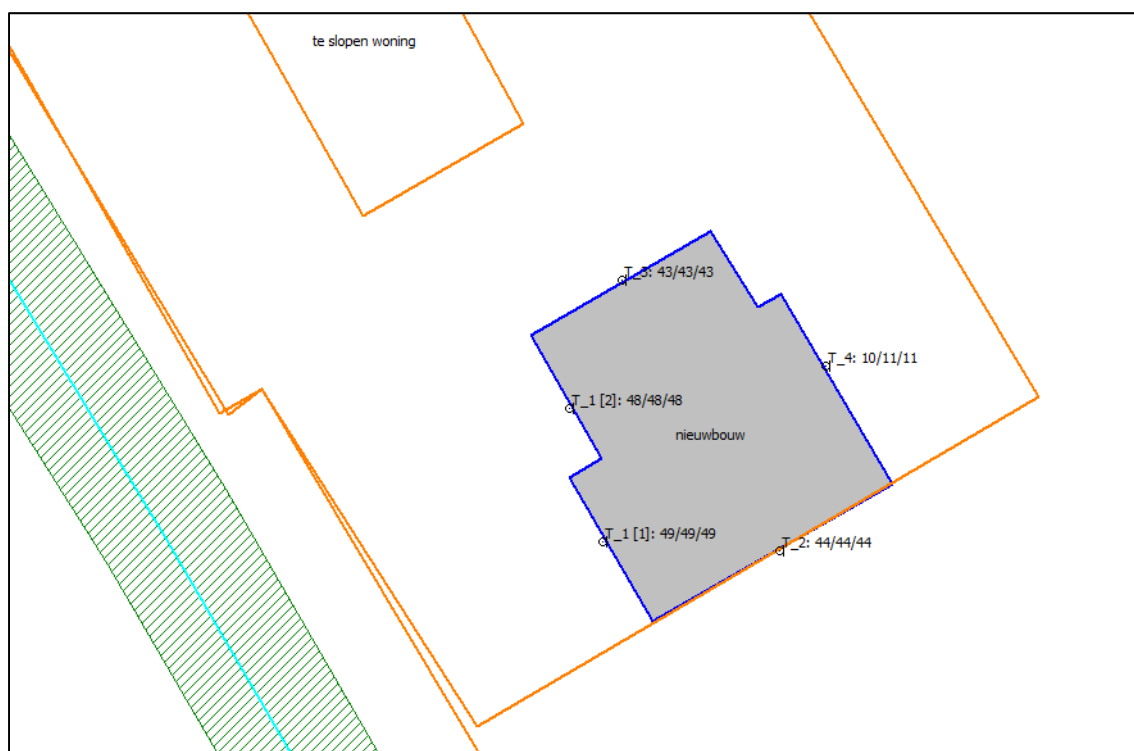 te slopen woning
T_3: 43/43/43
T_4: 10/11/11
T_1 [2]: 48/48/48
nieuwbouw
T_1 [1]: 49/49/49
T_2: 44/44/44